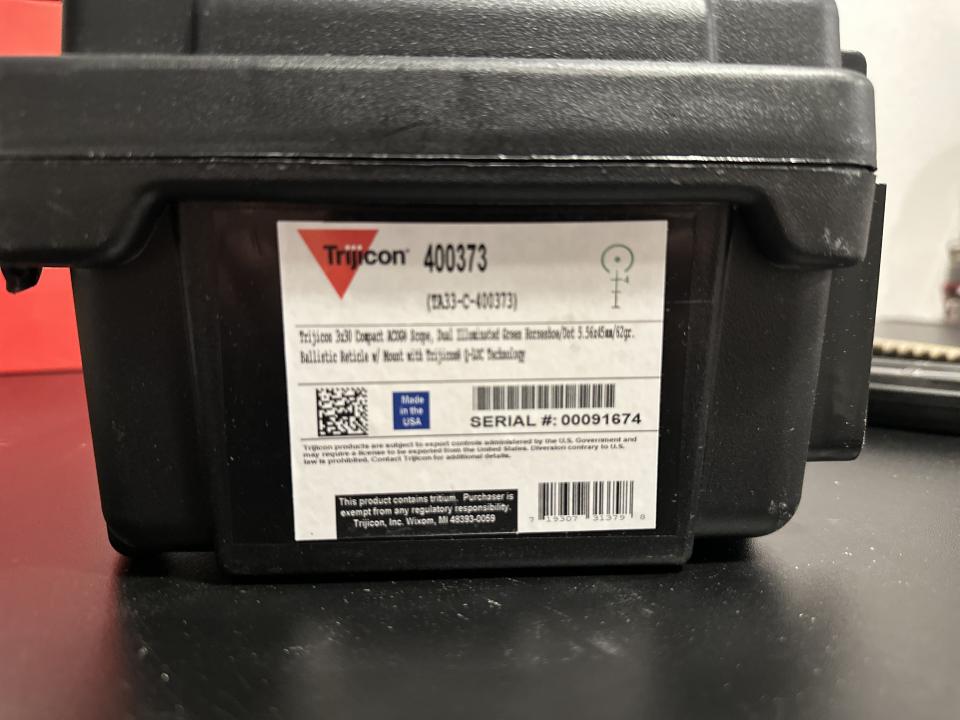 Trijicon® 400373
(TA33-C-400373)
Trijicon 3x30 Compact ACOG® Scope, Dual Illuminated Green Horseshoe/Dot 5.56x45mm/62gr.
Ballistic Reticle w/ Mount with Trijicon® Q-LOC Technology
Made
in the
USA
SERIAL #: 00091674
Trijicon products are subject to export controls administered by the U.S. Government and
may require a license to be exported from the United States. Diversion contrary to U.S.
law is prohibited. Contact Trijicon for additional details.
This product contains tritium. Purchaser is
exempt from any regulatory responsibility.
Trijicon, Inc. Wixom, MI 48393-0059
7 19307 31379 8